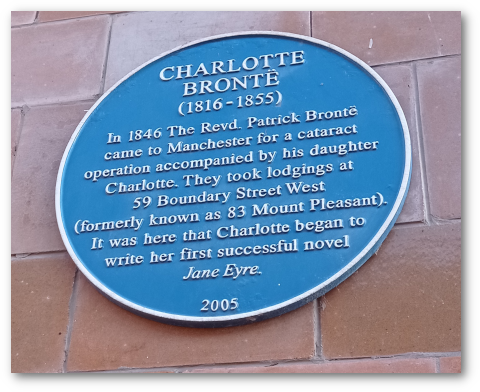 CHARLOTTE
BRONTË
(1816-1855)
In 1846 The Revd. Patrick Brontë
came to Manchester for a cataract
operation accompanied by his daughter
Charlotte. They took lodgings at
59 Boundary Street West
(formerly known as 83 Mount Pleasant).
It was here that Charlotte began to
write her first successful novel
Jane Eyre.
2005